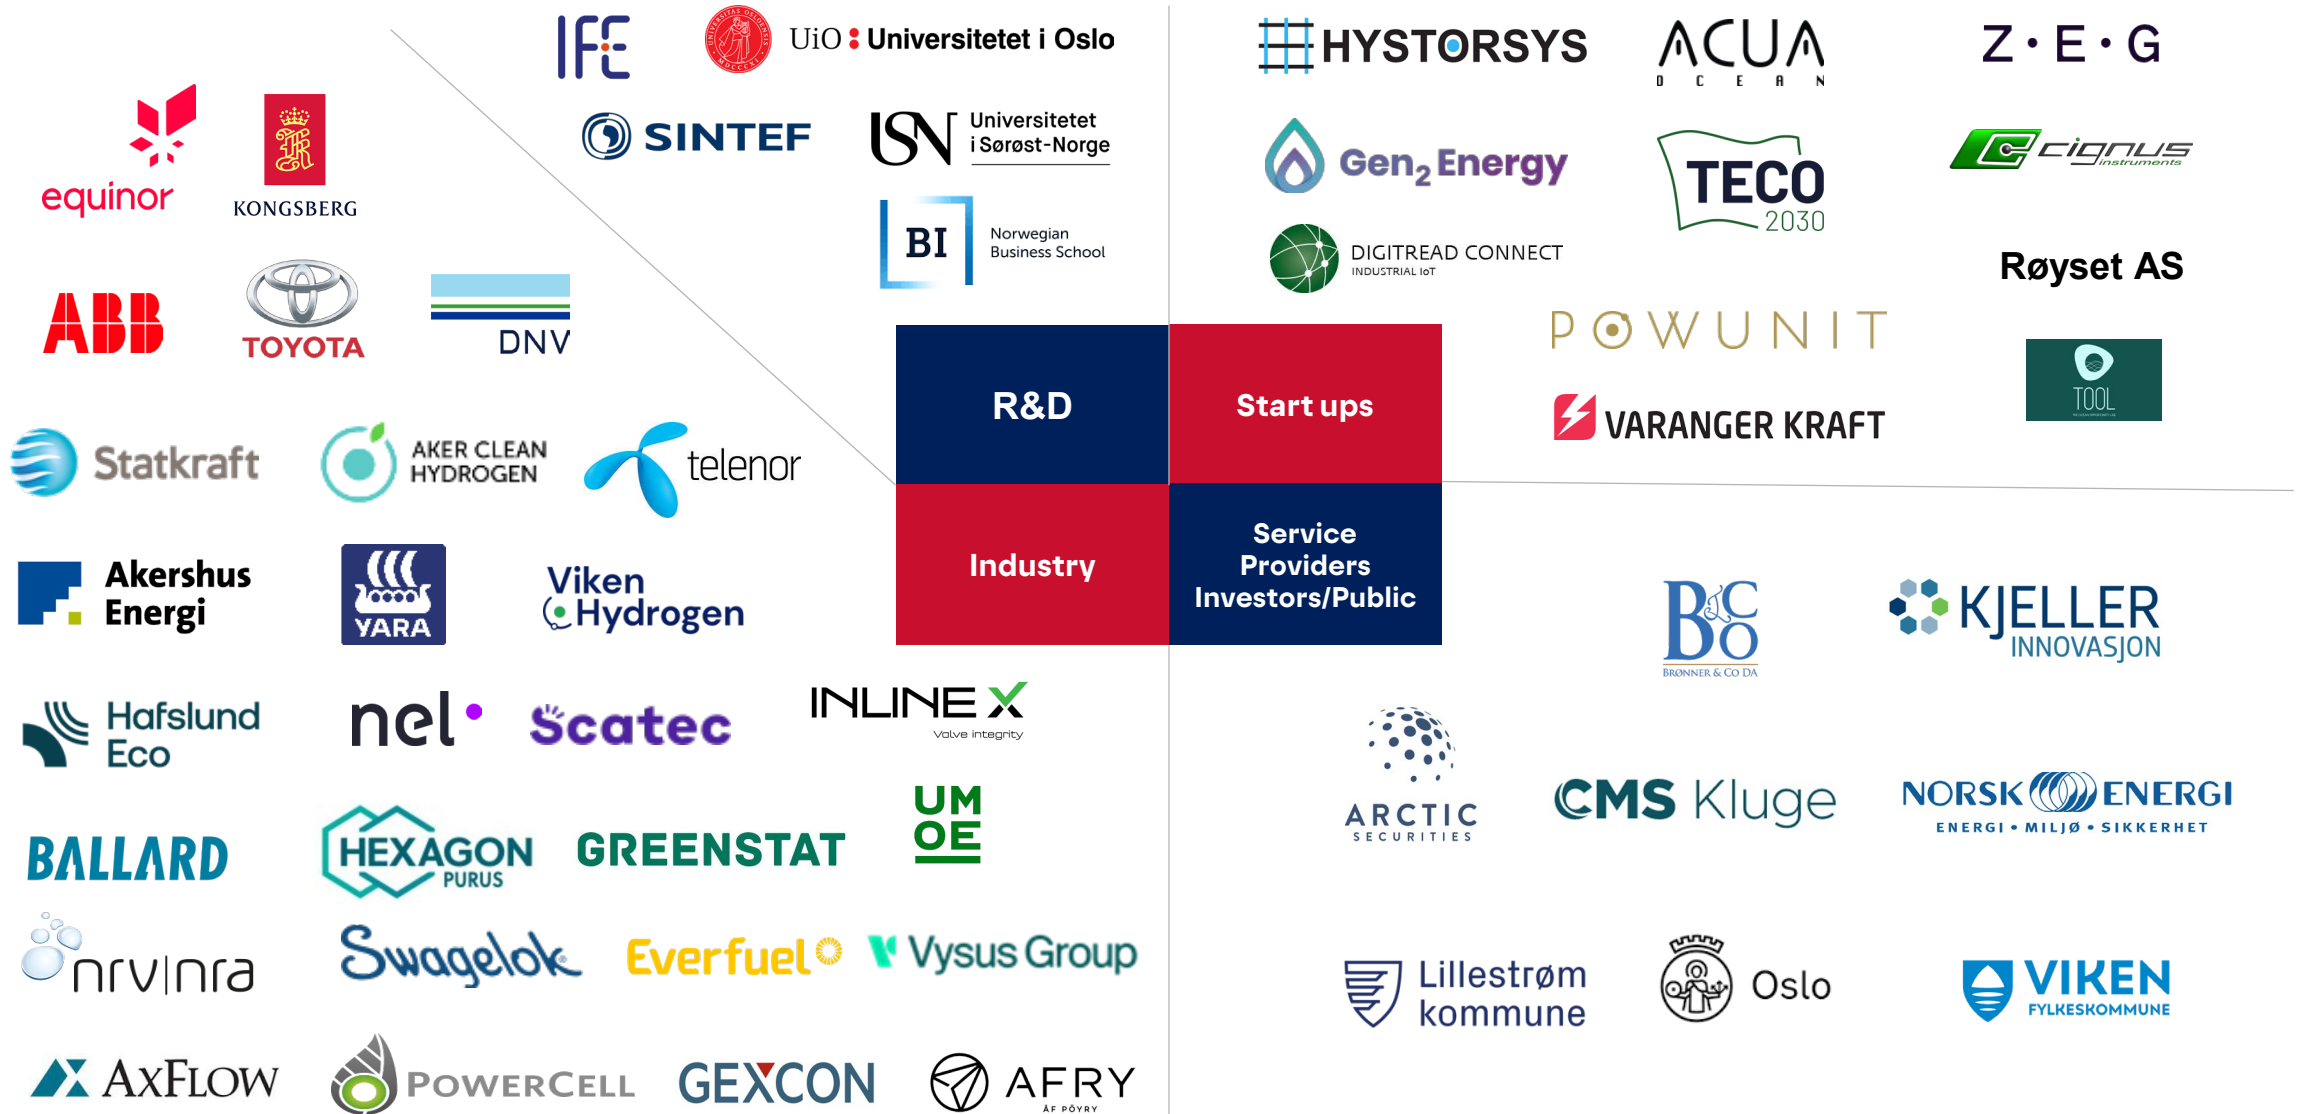 IFE
UiO : Universitetet i Oslo
SINTEF
USN Universitetet
i Sørøst-Norge
BI
Norwegian
Business School
R&D
HYSTORSYS
ACUA
OCEAN
Z·E·G
Gen2 Energy
TECO
2030
cignus
instruments
DIGITREAD CONNECT
INDUSTRIAL IoT
Røyset AS
POWUNIT
VARANGER KRAFT
TOOL
Start ups
equinor
KONGSBERG
ABB
TOYOTA
DNV
Statkraft
AKER CLEAN
HYDROGEN
telenor
Akershus
Energi
YARA
Viken
Hydrogen
Industry
Hafslund
Eco
nel
Scatec
INLINE X
Valve integrity
BALLARD
HEXAGON
PURUS
GREENSTAT
UM
OE
nrv|nra
Swagelok
Everfuel
Vysus Group
AXFLOW
POWERCELL
GEXCON
AFRY
ÅF PÖYRY
Service
Providers
Investors/Public
B&CO
BRØNNER & CO DA
KJELLER
INNOVASJON
ARCTIC
SECURITIES
CMS Kluge
NORSK ENERGI
ENERGI • MILJØ • SIKKERHET
Lillestrøm
kommune
Oslo
VIKEN
FYLKESKOMMUNE